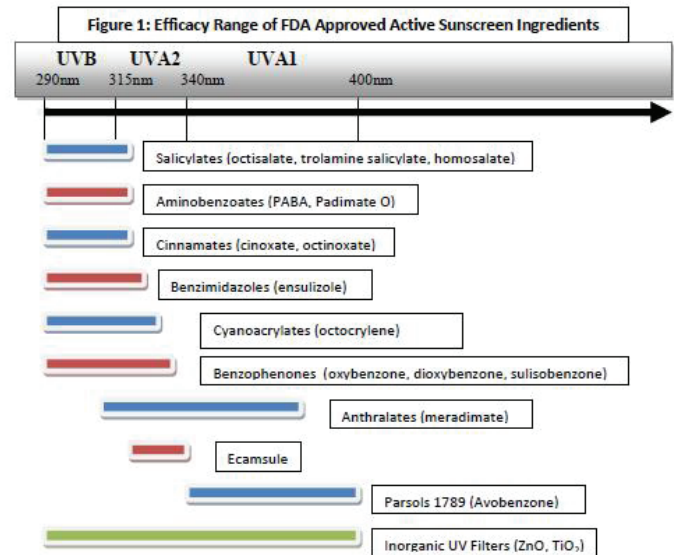 Figure 1: Efficacy Range of FDA Approved Active Sunscreen Ingredients
UVB UVA2 UVA1
290nm 315nm 340nm 400nm
Salicylates (octisalate, trolamine salicylate, homosalate)
Aminobenzoates (PABA, Padimate O)
Cinnamates (cinoxate, octinoxate)
Benzimidazoles (ensulizole)
Cyanoacrylates (octocrylene)
Benzophenones (oxybenzone, dioxybenzone, sulisobenzone)
Anthralates (meradimate)
Ecamsule
Parsols 1789 (Avobenzone)
Inorganic UV Filters (ZnO, TiO₂)